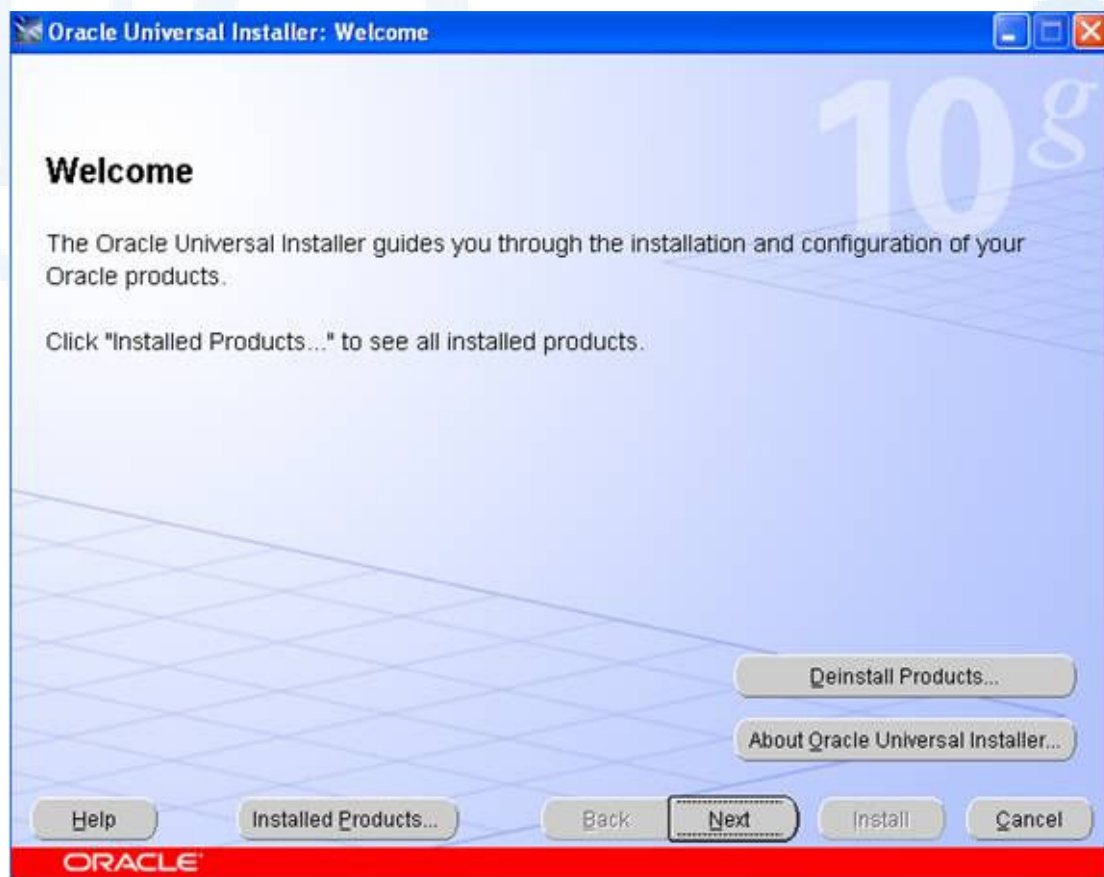 Oracle Universal Installer: Welcome
10g
Welcome
The Oracle Universal Installer guides you through the installation and configuration of your
Oracle products.
Click "Installed Products..." to see all installed products.
Deinstall Products...
About Oracle Universal Installer...
Help Installed Products... Back Next Install Cancel
ORACLE